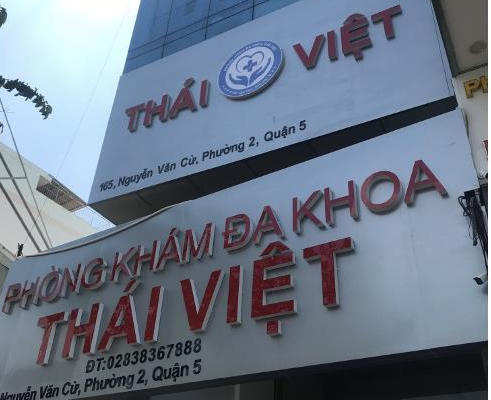 THÁI VIỆT
165, Nguyễn Văn Cừ, Phường 2, Quận 5
PHÒNG KHÁM ĐA KHOA
THÁI VIỆT
ĐT:02838367888
Nguyễn Văn Cừ, Phường 2, Quận 5